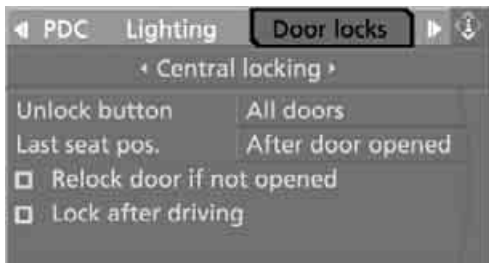 PDC Lighting Door locks
Central locking
Unlock button All doors
Last seat pos. After door opened
Relock door if not opened
Lock after driving